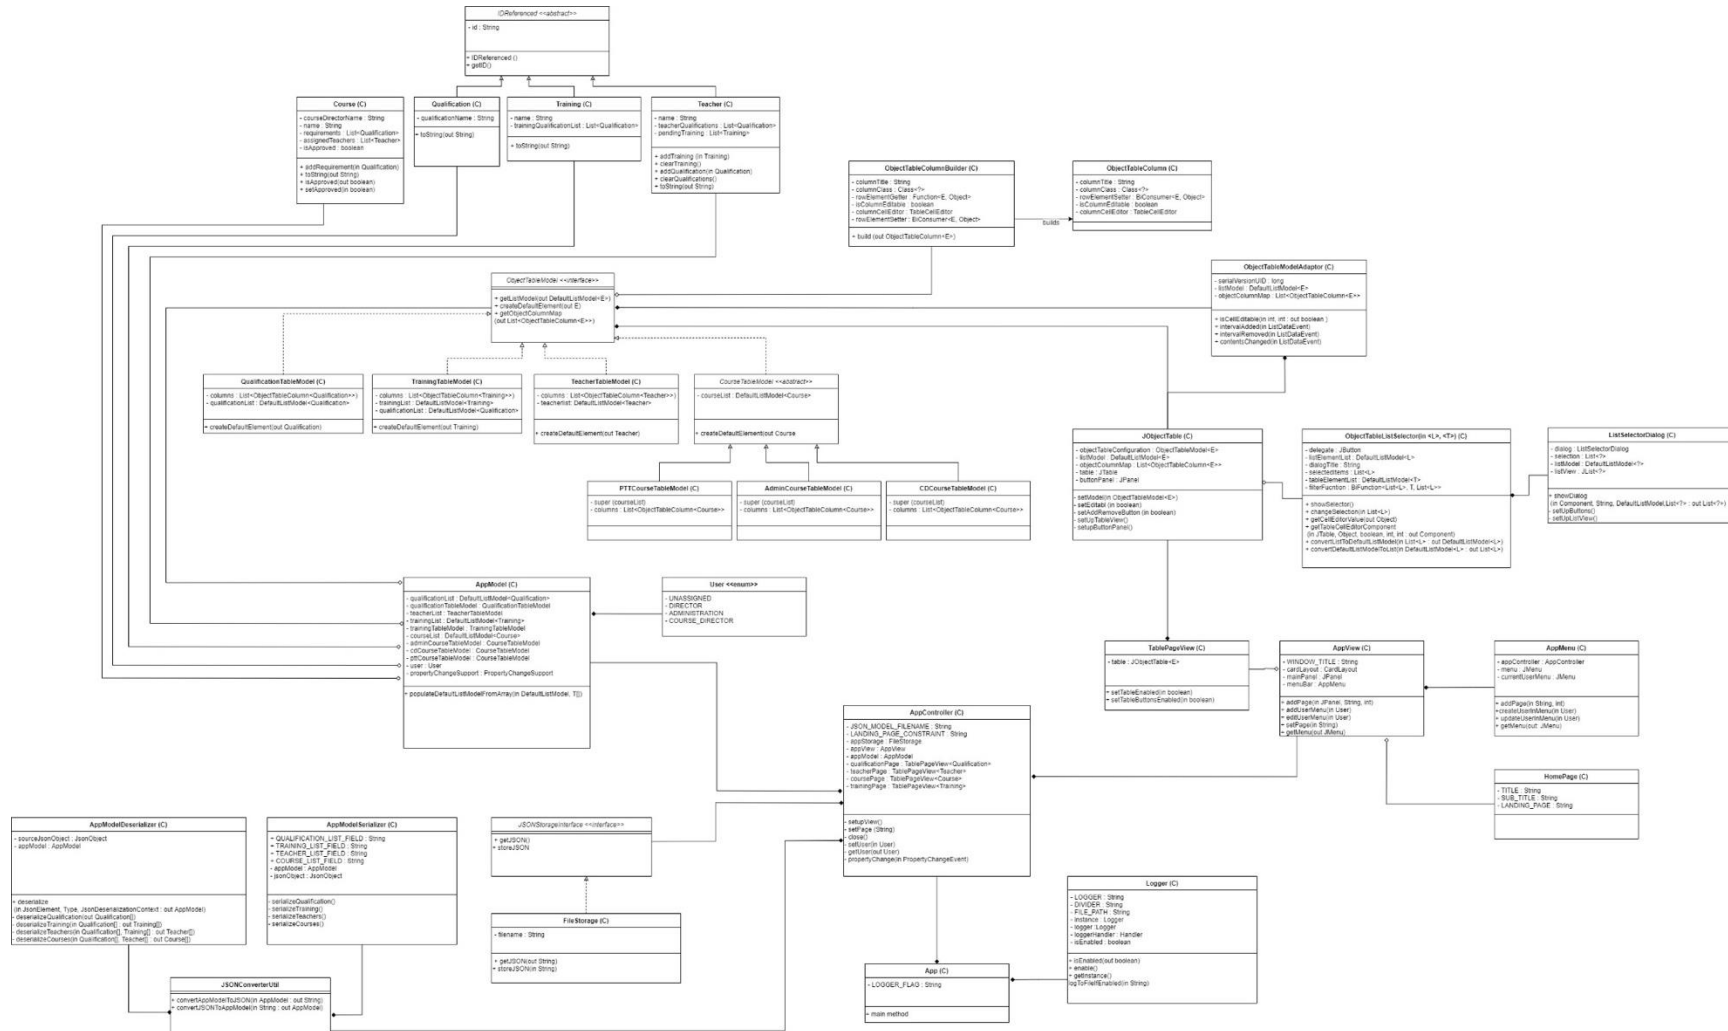 IDReferenced <<abstract>>
- id : String
+ IDReferenced ()
+ getID()
Course (C)
- courseDirectorName : String
- name : String
- requirements : List<Qualification>
- assignedTeachers : List<Teacher>
- isApproved : boolean
+ addRequirement(in Qualification)
+ toString(out String)
+ isApproved(out boolean)
+ setApproved(in boolean)
Qualification (C)
- qualificationName : String
+ toString(out String)
Training (C)
- name : String
- trainingQualificationList : List<Qualification>
+ toString(out String)
Teacher (C)
- name : String
- teacherQualifications : List<Qualification>
- pendingTraining : List<Training>
+ addTraining (in Training)
+ clearTraining()
+ addQualification(in Qualification)
+ clearQualifications()
+ toString(out String)
ObjectTableColumnBuilder (C)
- columnTitle : String
- columnClass : Class<?>
- rowElementGetter : Function<E, Object>
- isColumnEditable : boolean
- columnCellEditor : TableCellEditor
- rowElementSetter : BiConsumer<E, Object>
+ build (out ObjectTableColumn<E>)
builds
ObjectTableColumn (C)
- columnTitle : String
- columnClass : Class<?>
- rowElementSetter : BiConsumer<E, Object>
- isColumnEditable : boolean
- columnCellEditor : TableCellEditor
ObjectTableModel <<interface>>
+ getListModel(out DefaultListModel<E>)
+ createDefaultElement(out E)
+ getObjectColumnMap
(out List<ObjectTableColumn<E>>)
ObjectTableModelAdaptor (C)
- serialVersionUID : long
- listModel : DefaultListModel<E>
- objectColumnMap : List<ObjectTableColumn<E>>
+ isCellEditable(in int, int : out boolean )
+ intervalAdded(in ListDataEvent)
+ intervalRemoved(in ListDataEvent)
+ contentsChanged(in ListDataEvent)
QualificationTableModel (C)
- columns : List<ObjectTableColumn<Qualification>>
- qualificationList : DefaultListModel<Qualification>
+ createDefaultElement(out Qualification)
TrainingTableModel (C)
- columns : List<ObjectTableColumn<Training>>
- trainingList : DefaultListModel<Training>
- qualificationList : DefaultListModel<Qualification>
+ createDefaultElement(out Training)
TeacherTableModel (C)
- columns : List<ObjectTableColumn<Teacher>>
- teacherlist: DefaultListModel<Teacher>
+ createDefaultElement(out Teacher)
CourseTableModel <<abstract>>
- courseList : DefaultListModel<Course>
+ createDefaultElement(out Course
PTTCourseTableModel (C)
- super (courseList)
- columns : List<ObjectTableColumn<Course>>
AdminCourseTableModel (C)
- super (courseList)
- columns : List<ObjectTableColumn<Course>>
CDCourseTableModel (C)
- super (courseList)
- columns : List<ObjectTableColumn<Course>>
JObjectTable (C)
- objectTableConfiguration : ObjectTableModel<E>
- listModel : DefaultListModel<E>
- objectColumnMap : List<ObjectTableColumn<E>>
- table : JTable
- buttonPanel : JPanel
- setModel(in ObjectTableModel<E>)
- setEditabl (in boolean)
- setAddRemoveButton (in boolean)
- setUpTableView()
- setupButtonPanel()
ObjectTableListSelector(in <L>, <T>)
- delegate : JButton
- listElementList : DefaultListModel<L>
- dialogTitle : String
- selectedItems : List<L>
- tableElementList : DefaultListModel<T>
- filterFucntion : BiFunction<List<L>, T, List<L>>
+ showSelector()
+ changeSelection(in List<L>)
+ getCellEditorValue(out Object)
+ getTableCellEditorComponent
(in JTable, Object, boolean, int, int : out Component)
+ convertListToDefaultListModel(in List<L> : out DefaultListModel<L>)
+ convertDefaultListModelToList(in DefaultListModel<L> : out List<L>)
ListSelectorDialog (C)
- dialog : ListSelectorDialog
- selection : List<?>
- listModel : DefaultListModel<?>
- listView : JList<?>
+ showDialog
(in Component, String, DefaultListModel,List<?> : out List<?>)
- setUpButtons()
- setUpListView()
AppModel (C)
- qualificationList : DefaultListModel<Qualification>
- qualificationTableModel : QualificationTableModel
- teacherList : TeacherTableModel
- trainingList : DefaultListModel<Training>
- trainingTableModel : TrainingTableModel
- courseList : DefaultListModel<Course>
- adminCourseTableModel : CourseTableModel
- cdCourseTableModel : CourseTableModel
- pttCourseTableModel : CourseTableModel
- user : User
- propertyChangeSupport : PropertyChangeSupport
+ populateDefaultListModelFromArray(in DefaultListModel, T[])
User <<enum>>
- UNASSIGNED
- DIRECTOR
- ADMINISTRATION
- COURSE_DIRECTOR
TablePageView (C)
- table : JObjectTable<E>
+ setTableEnabled(in boolean)
+ setTableButtonsEnabled(in boolean)
AppView (C)
- WINDOW_TITLE : String
- cardLayout : CardLayout
- mainPanel : JPanel
- menuBar : AppMenu
+ addPage(in JPanel, String, int)
+ addUserMenu(in User)
+ editUserMenu(in User)
+ setPage(in String)
+ getMenu(out JMenu)
AppMenu (C)
- appController : AppController
- menu : JMenu
- currentUserMenu : JMenu
+ addPage(in String, int)
+createUserInMenu(in User)
+ updateUserInMenu(in User)
+ getMenu(out: JMenu)
AppController (C)
- JSON_MODEL_FILENAME : String
- LANDING_PAGE_CONSTRAINT : String
- appStorage : FileStorage
- appView : AppView
- appModel : AppModel
- qualificationPage : TablePageView<Qualification>
- teacherPage : TablePageView<Teacher>
- coursePage : TablePageView<Course>
- trainingPage : TablePageView<Training>
- setupView()
- setPage (String)
- close()
- setUser(in User)
- getUser(out User)
- propertyChange(in PropertyChangeEvent)
HomePage (C)
- TITLE : String
- SUB_TITLE : String
- LANDING_PAGE : String
AppModelDeserializer (C)
- sourceJsonObject : JsonObject
- appModel : AppModel
+ deserialize
(in JsonElement, Type, JsonDeserializationContext : out AppModel)
- deserializeQualification(out Qualification[])
- deserializeTraining(in Qualification[] : out Training[])
- deserializeTeachers(in Qualification[], Training[] : out Teacher[])
- deserializeCourses(in Qualification[], Teacher[] : out Course[])
AppModelSerializer (C)
+ QUALIFICATION_LIST_FIELD : String
+ TRAINING_LIST_FIELD : String
+ TEACHER_LIST_FIELD : String
+ COURSE_LIST_FIELD : String
- appModel : AppModel
- jsonObject : JsonObject
- serializeQualification()
- serializeTraining()
- serializeTeachers()
- serializeCourses()
JSONStorageInterface <<interface>>
+ getJSON()
+ storeJSON
FileStorage (C)
- filename : String
+ getJSON(out String)
+ storeJSON(in String)
Logger (C)
- LOGGER : String
- DIVIDER : String
- FILE_PATH : String
- instance : Logger
- logger :Logger
- loggerHandler : Handler
- isEnabled : boolean
+ isEnabled(out boolean)
+ enable()
+ getInstance()
logToFileIfEnabled(in String)
App (C)
- LOGGER_FLAG : String
+ main method
JSONConverterUtil
+ convertAppModelToJSON(in AppModel : out String)
+ convertJSONToAppModel(in String : out AppModel)